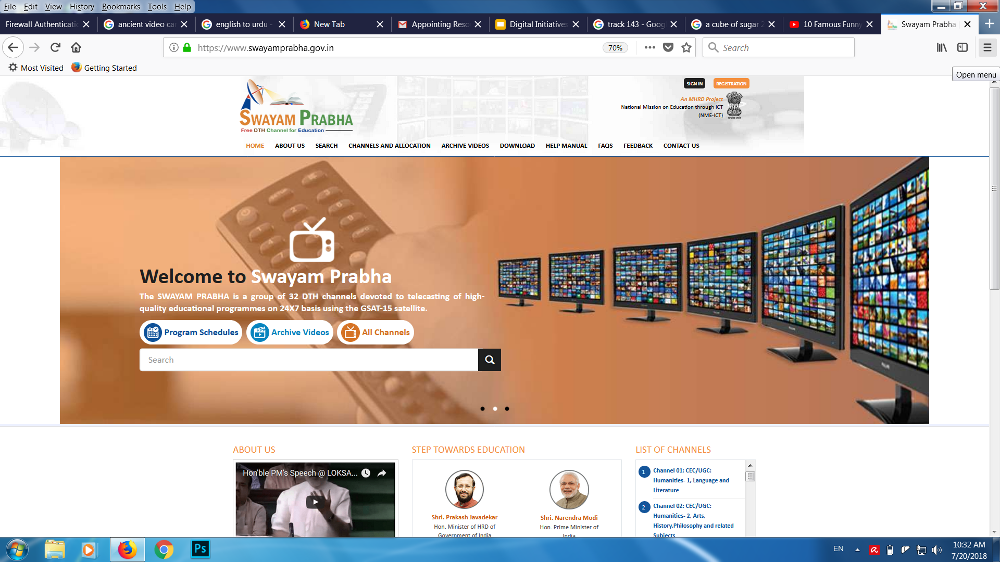 File Edit View History Bookmarks Tools Help
Firewall Authenticatio
ancient video ca
english to urdu -
New Tab
Appointing Reso
Digital Initiatives
track 143 - Goog
a cube of sugar 2
10 Famous Funny
Swayam Prabha
https://www.swayamprabha.gov.in
70%
Search
Most Visited Getting Started
Open menu
SIGN IN REGISTRATION
An MHRD Project
National Mission on Education through ICT
(NME-ICT)
सत्यमेव जयते
SWAYAM PRABHA
Free DTH Channel for Education
HOME ABOUT US SEARCH CHANNELS AND ALLOCATION ARCHIVE VIDEOS DOWNLOAD HELP MANUAL FAQS FEEDBACK CONTACT US
Welcome to Swayam Prabha
The SWAYAM PRABHA is a group of 32 DTH channels devoted to telecasting of high-
quality educational programmes on 24X7 basis using the GSAT-15 satellite.
Program Schedules Archive Videos All Channels
Search
ABOUT US
Hon'ble PM's Speech @ LOKSA...
STEP TOWARDS EDUCATION
Shri. Prakash Javadekar
Hon. Minister of HRD of
Government of India
Shri. Narendra Modi
Hon. Prime Minister of
India
LIST OF CHANNELS
1 Channel 01: CEC/UGC:
Humanities- 1, Language and
Literature
2 Channel 02: CEC/UGC:
Humanities- 2, Arts,
History,Philosophy and related
Subjects
Ps
EN
10:32 AM
7/20/2018